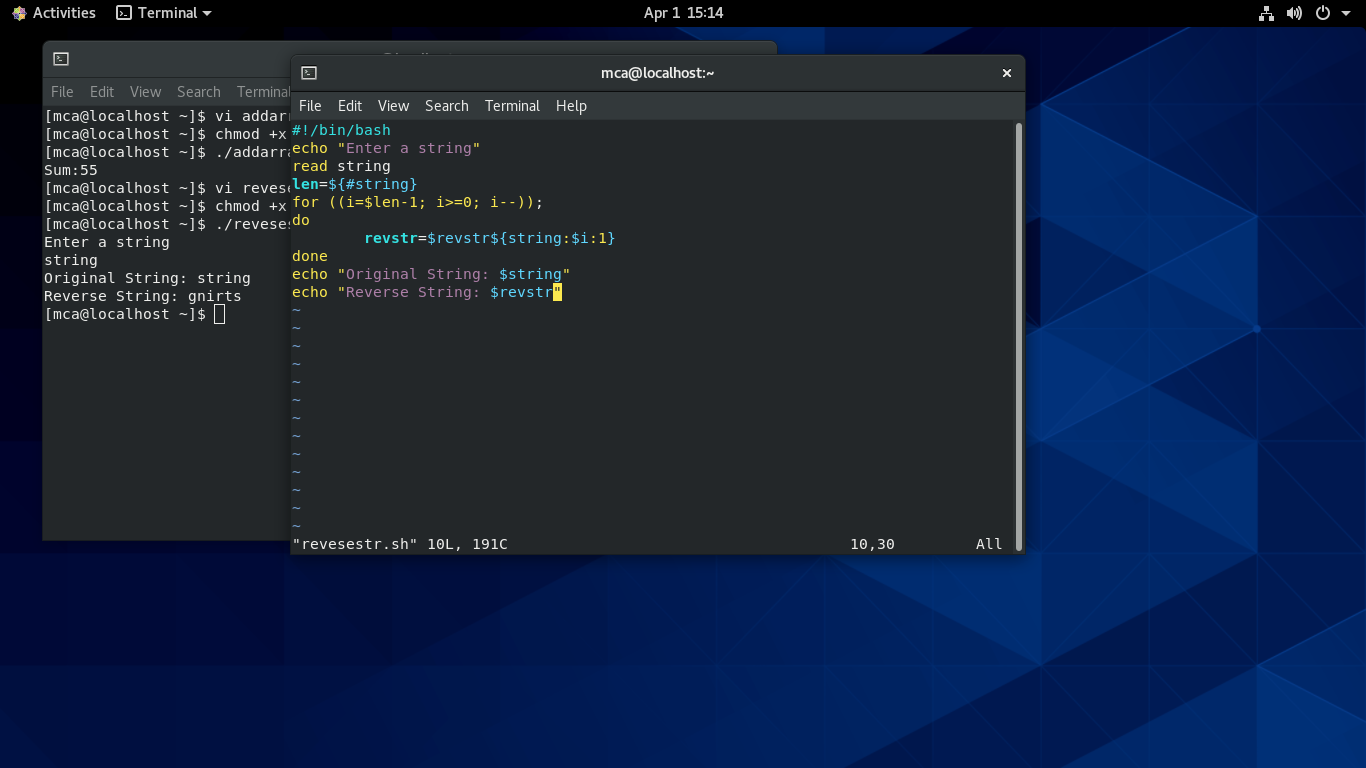 Activities Terminal Apr 1 15:14
File Edit View Search Terminal
[mca@localhost ~]$ vi addarr
[mca@localhost ~]$ chmod +x
[mca@localhost ~]$ ./addarra
Sum:55
[mca@localhost ~]$ vi revese
[mca@localhost ~]$ chmod +x
[mca@localhost ~]$ ./reveses
Enter a string
string
Original String: string
Reverse String: gnirts
[mca@localhost ~]$
mca@localhost:~
File Edit View Search Terminal Help
#!/bin/bash
echo "Enter a string"
read string
len=${#string}
for ((i=$len-1; i>=0; i--));
do
        revstr=$revstr${string:$i:1}
done
echo "Original String: $string"
echo "Reverse String: $revstr"
~
~
~
~
~
~
~
~
~
~
~
~
~
"revesestr.sh" 10L, 191C 10,30 All